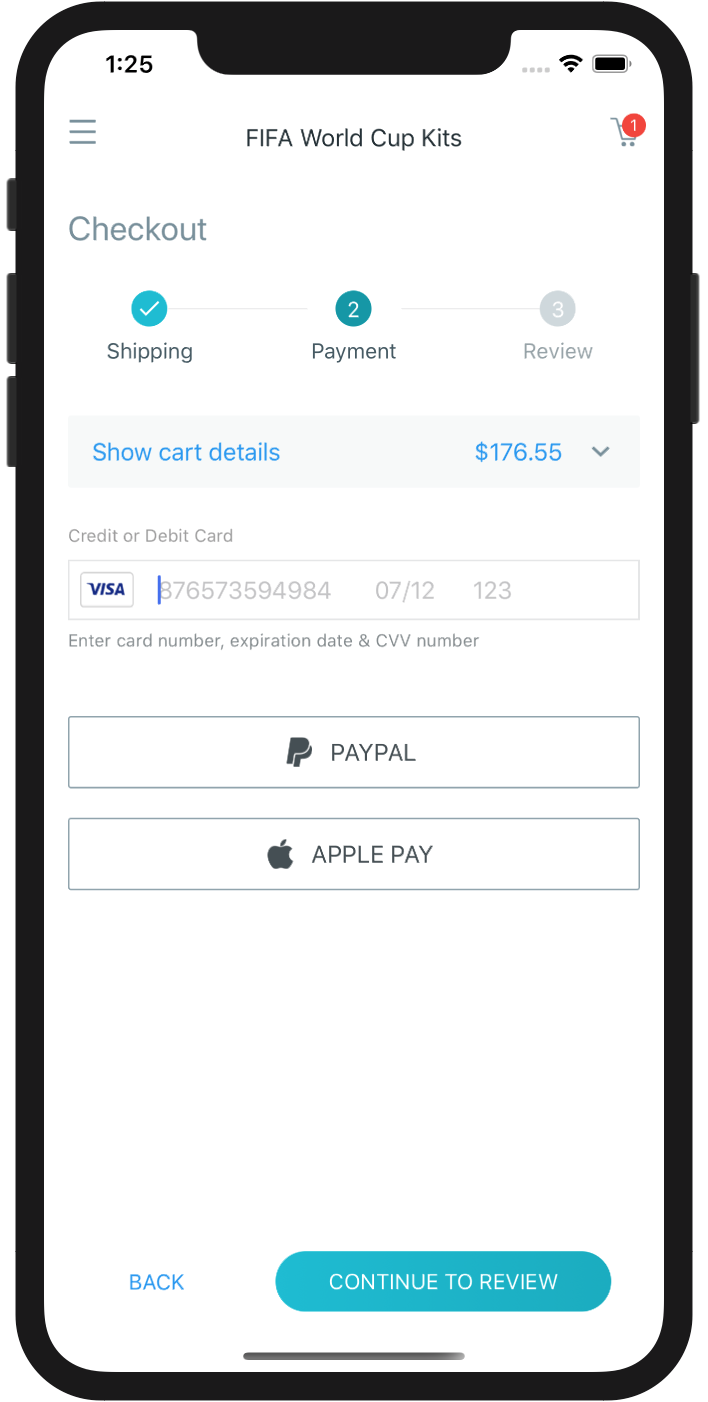 1:25
FIFA World Cup Kits 1
Checkout
2 3
Shipping Payment Review
Show cart details $176.55
Credit or Debit Card
VISA 876573594984 07/12 123
Enter card number, expiration date & CVV number
PAYPAL
APPLE PAY
BACK CONTINUE TO REVIEW